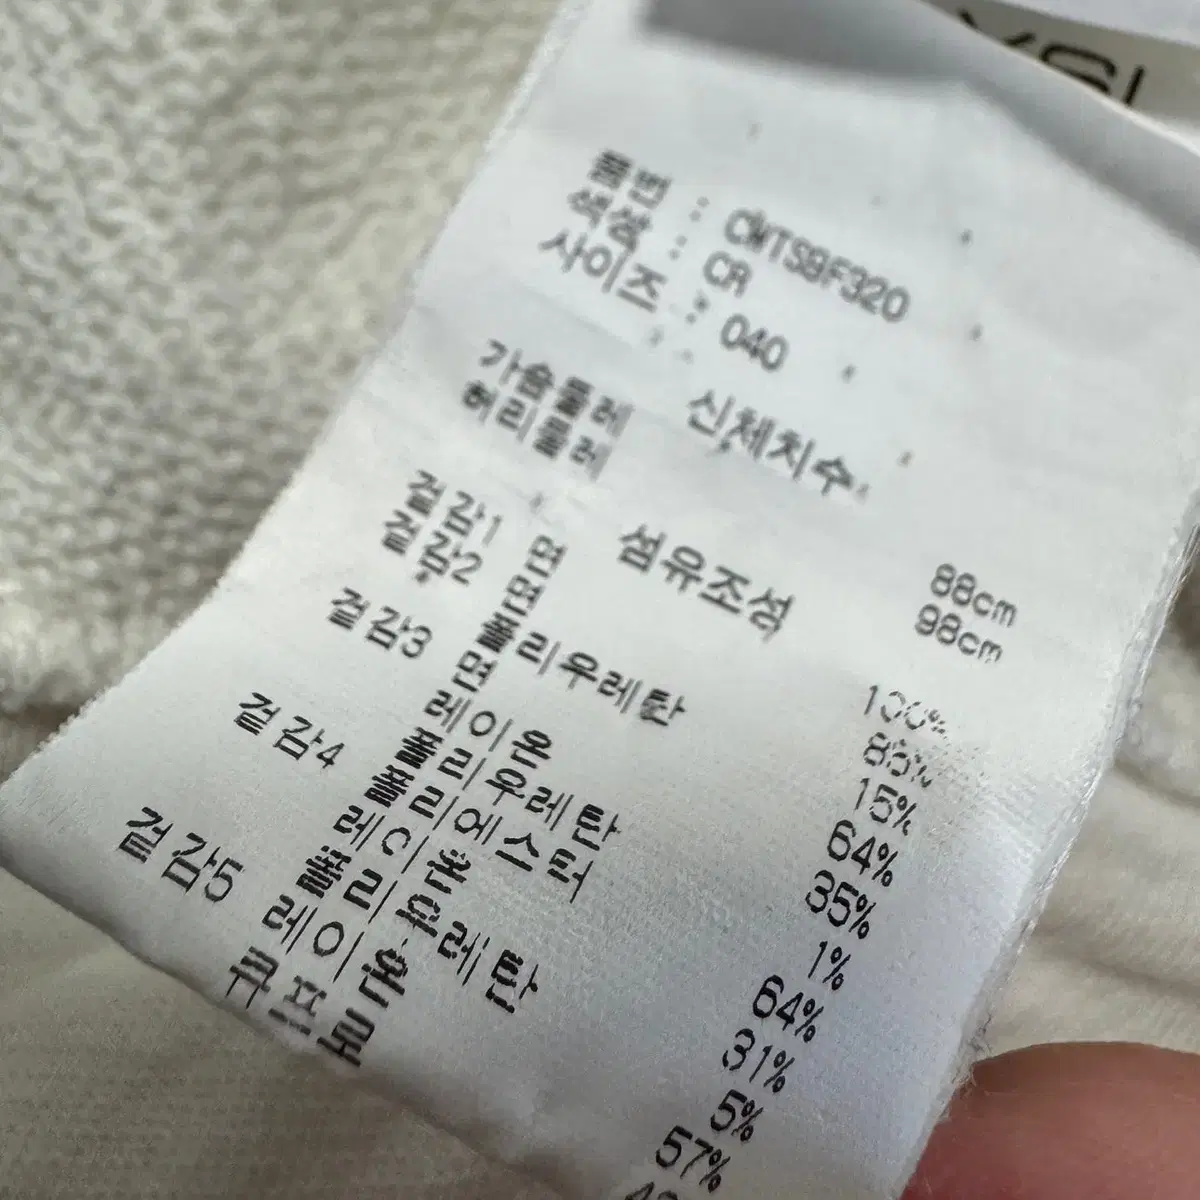 YSL
품번 : CWTSBF320
색상 : CR
사이즈 : 040
신체치수
가슴둘레 88cm
허리둘레 98cm
섬유조성
겉감1 면 100%
겉감2 면 85%
폴리우레탄 15%
겉감3 면 64%
레이온 35%
폴리우레탄 1%
겉감4 폴리에스터 64%
레이온 31%
폴리우레탄 5%
겉감5 레이온 57%
큐프로